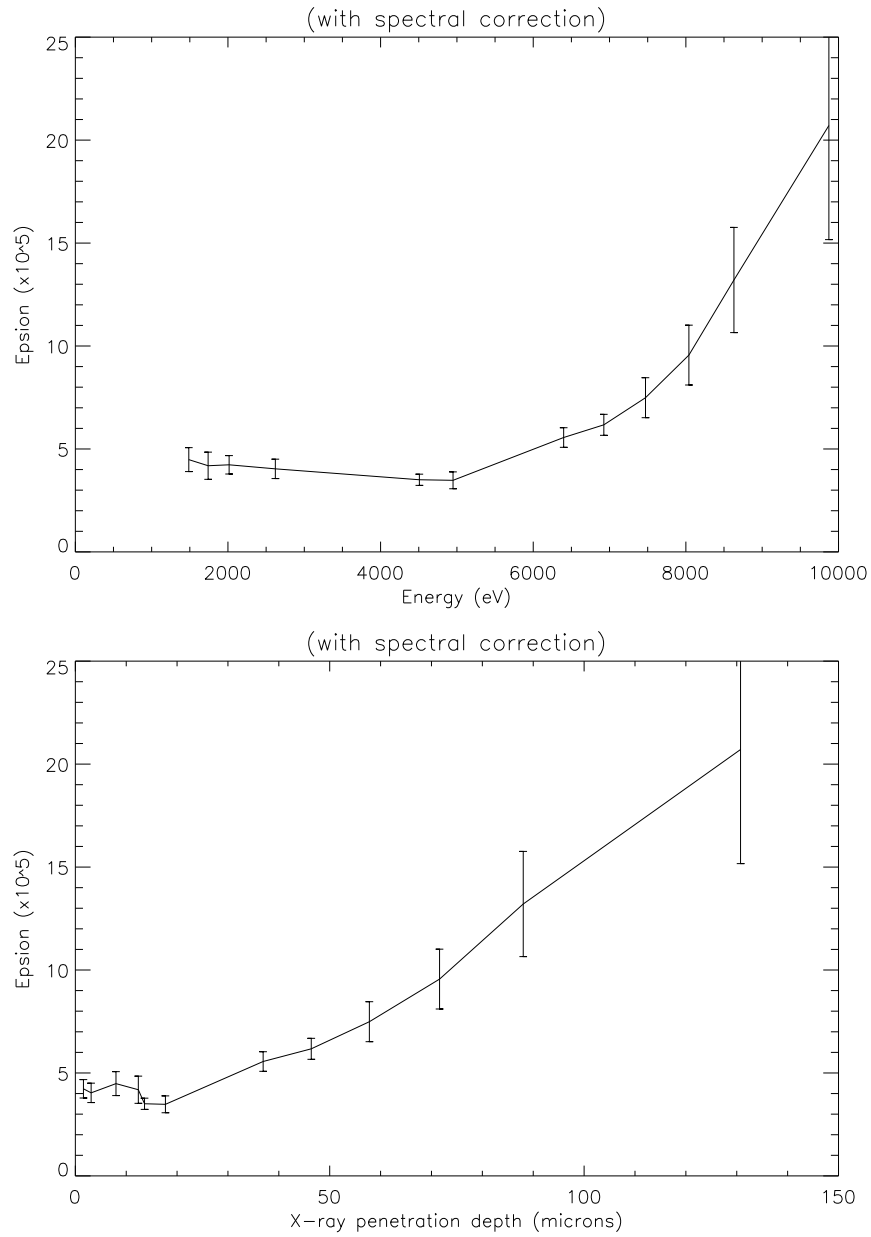 (with spectral correction)
25
20
15
10
5
0
Epsion (x10^5)
0 2000 4000 6000 8000 10000
Energy (eV)
(with spectral correction)
25
20
15
10
5
0
Epsion (x10^5)
0 50 100 150
X-ray penetration depth (microns)